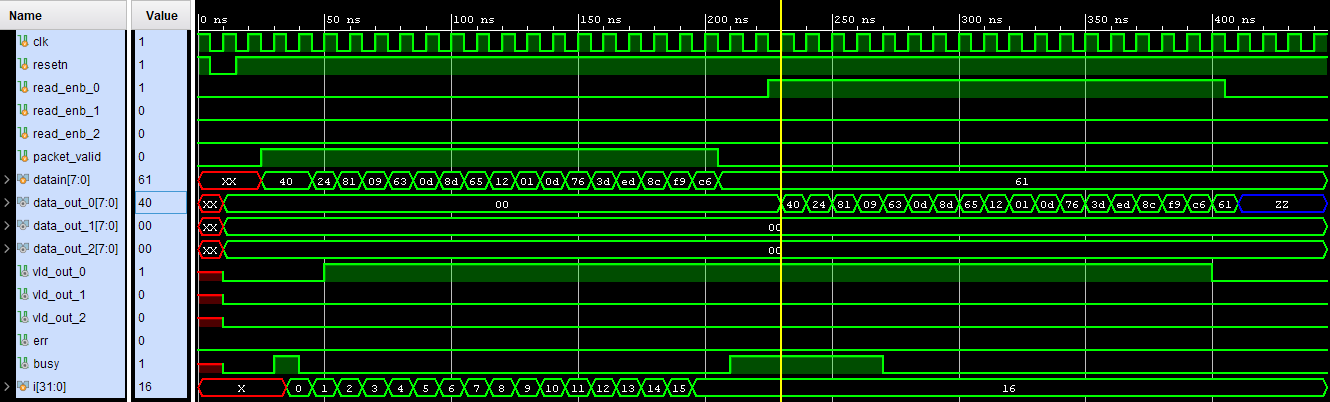 Name Value 0 ns 50 ns 100 ns 150 ns 200 ns 250 ns 300 ns 350 ns 400 ns
clk 1
resetn 1
read_enb_0 1
read_enb_1 0
read_enb_2 0
packet_valid 0
datain[7:0] 61 XX 40 24 81 09 63 0d 8d 65 12 01 0d 76 3d ed 8c f9 c6 61
data_out_0[7:0] 40 XX 00 40 24 81 09 63 0d 8d 65 12 01 0d 76 3d ed 8c f9 c6 61 ZZ
data_out_1[7:0] 00 XX 00
data_out_2[7:0] 00 XX 00
vld_out_0 1
vld_out_1 0
vld_out_2 0
err 0
busy 1
i[31:0] 16 X 0 1 2 3 4 5 6 7 8 9 10 11 12 13 14 15 16